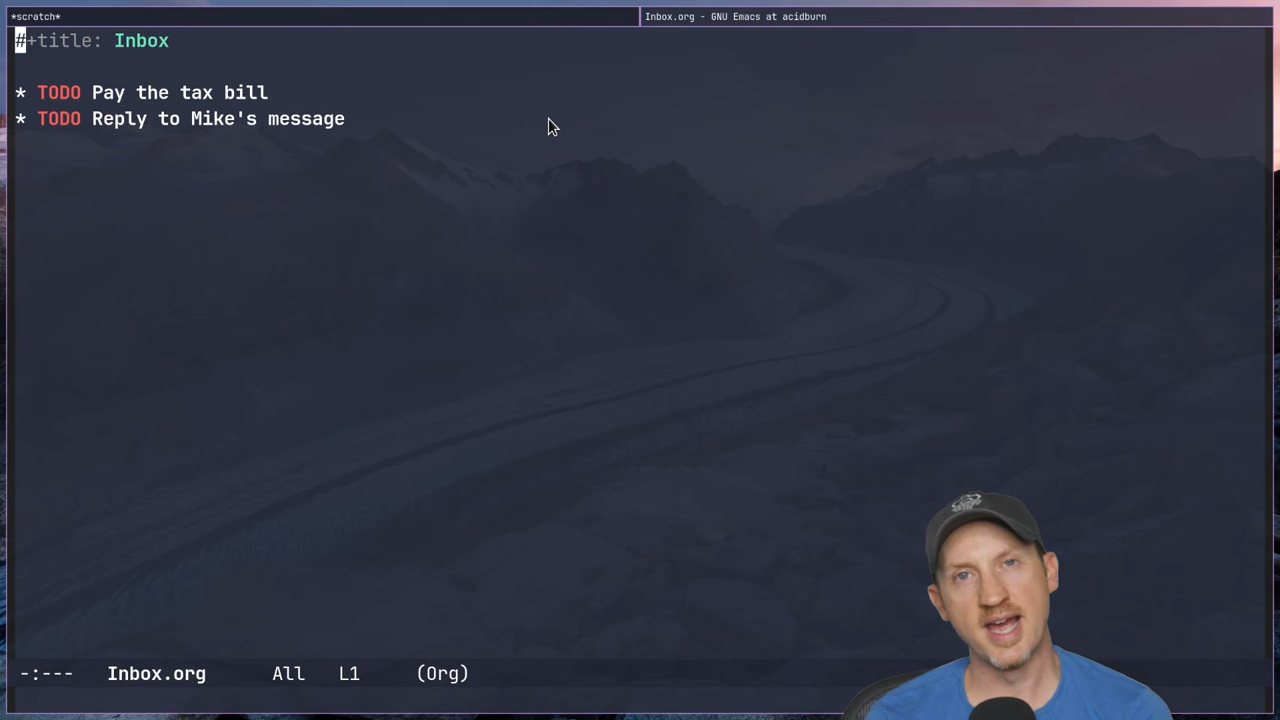 *scratch*
Inbox.org - GNU Emacs at acidburn
#+title: Inbox
* TODO Pay the tax bill
* TODO Reply to Mike's message
-:--- Inbox.org All L1 (Org)